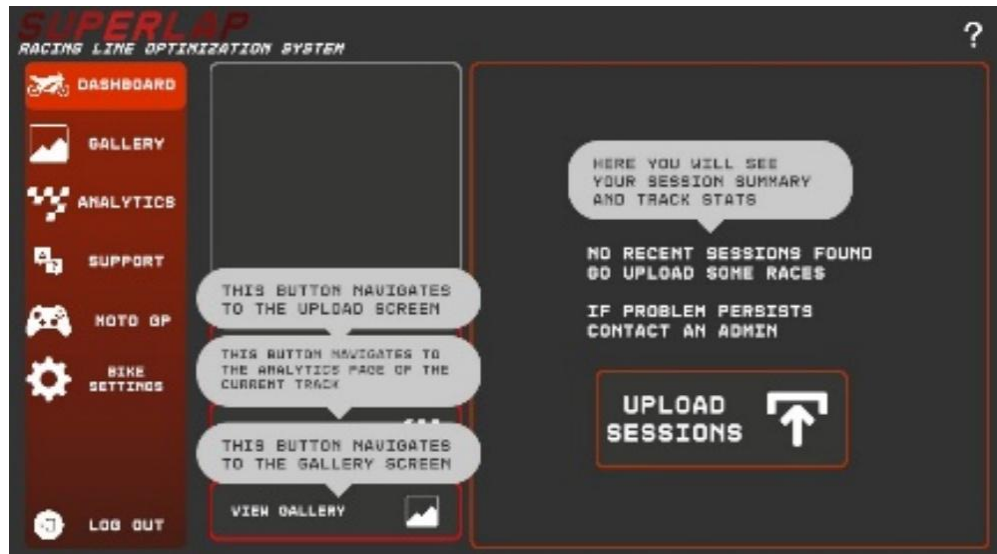 SUPERLAP
RACING LINE OPTIMIZATION SYSTEM
?
DASHBOARD
GALLERY
ANALYTICS
SUPPORT
MOTO GP
BIKE
SETTINGS
LOG OUT
THIS BUTTON NAVIGATES
TO THE UPLOAD SCREEN
THIS BUTTON NAVIGATES TO
THE ANALYTICS PAGE OF THE
CURRENT TRACK
THIS BUTTON NAVIGATES
TO THE GALLERY SCREEN
VIEW GALLERY
HERE YOU WILL SEE
YOUR SESSION SUMMARY
AND TRACK STATS
NO RECENT SESSIONS FOUND
GO UPLOAD SOME RACES
IF PROBLEM PERSISTS
CONTACT AN ADMIN
UPLOAD
SESSIONS